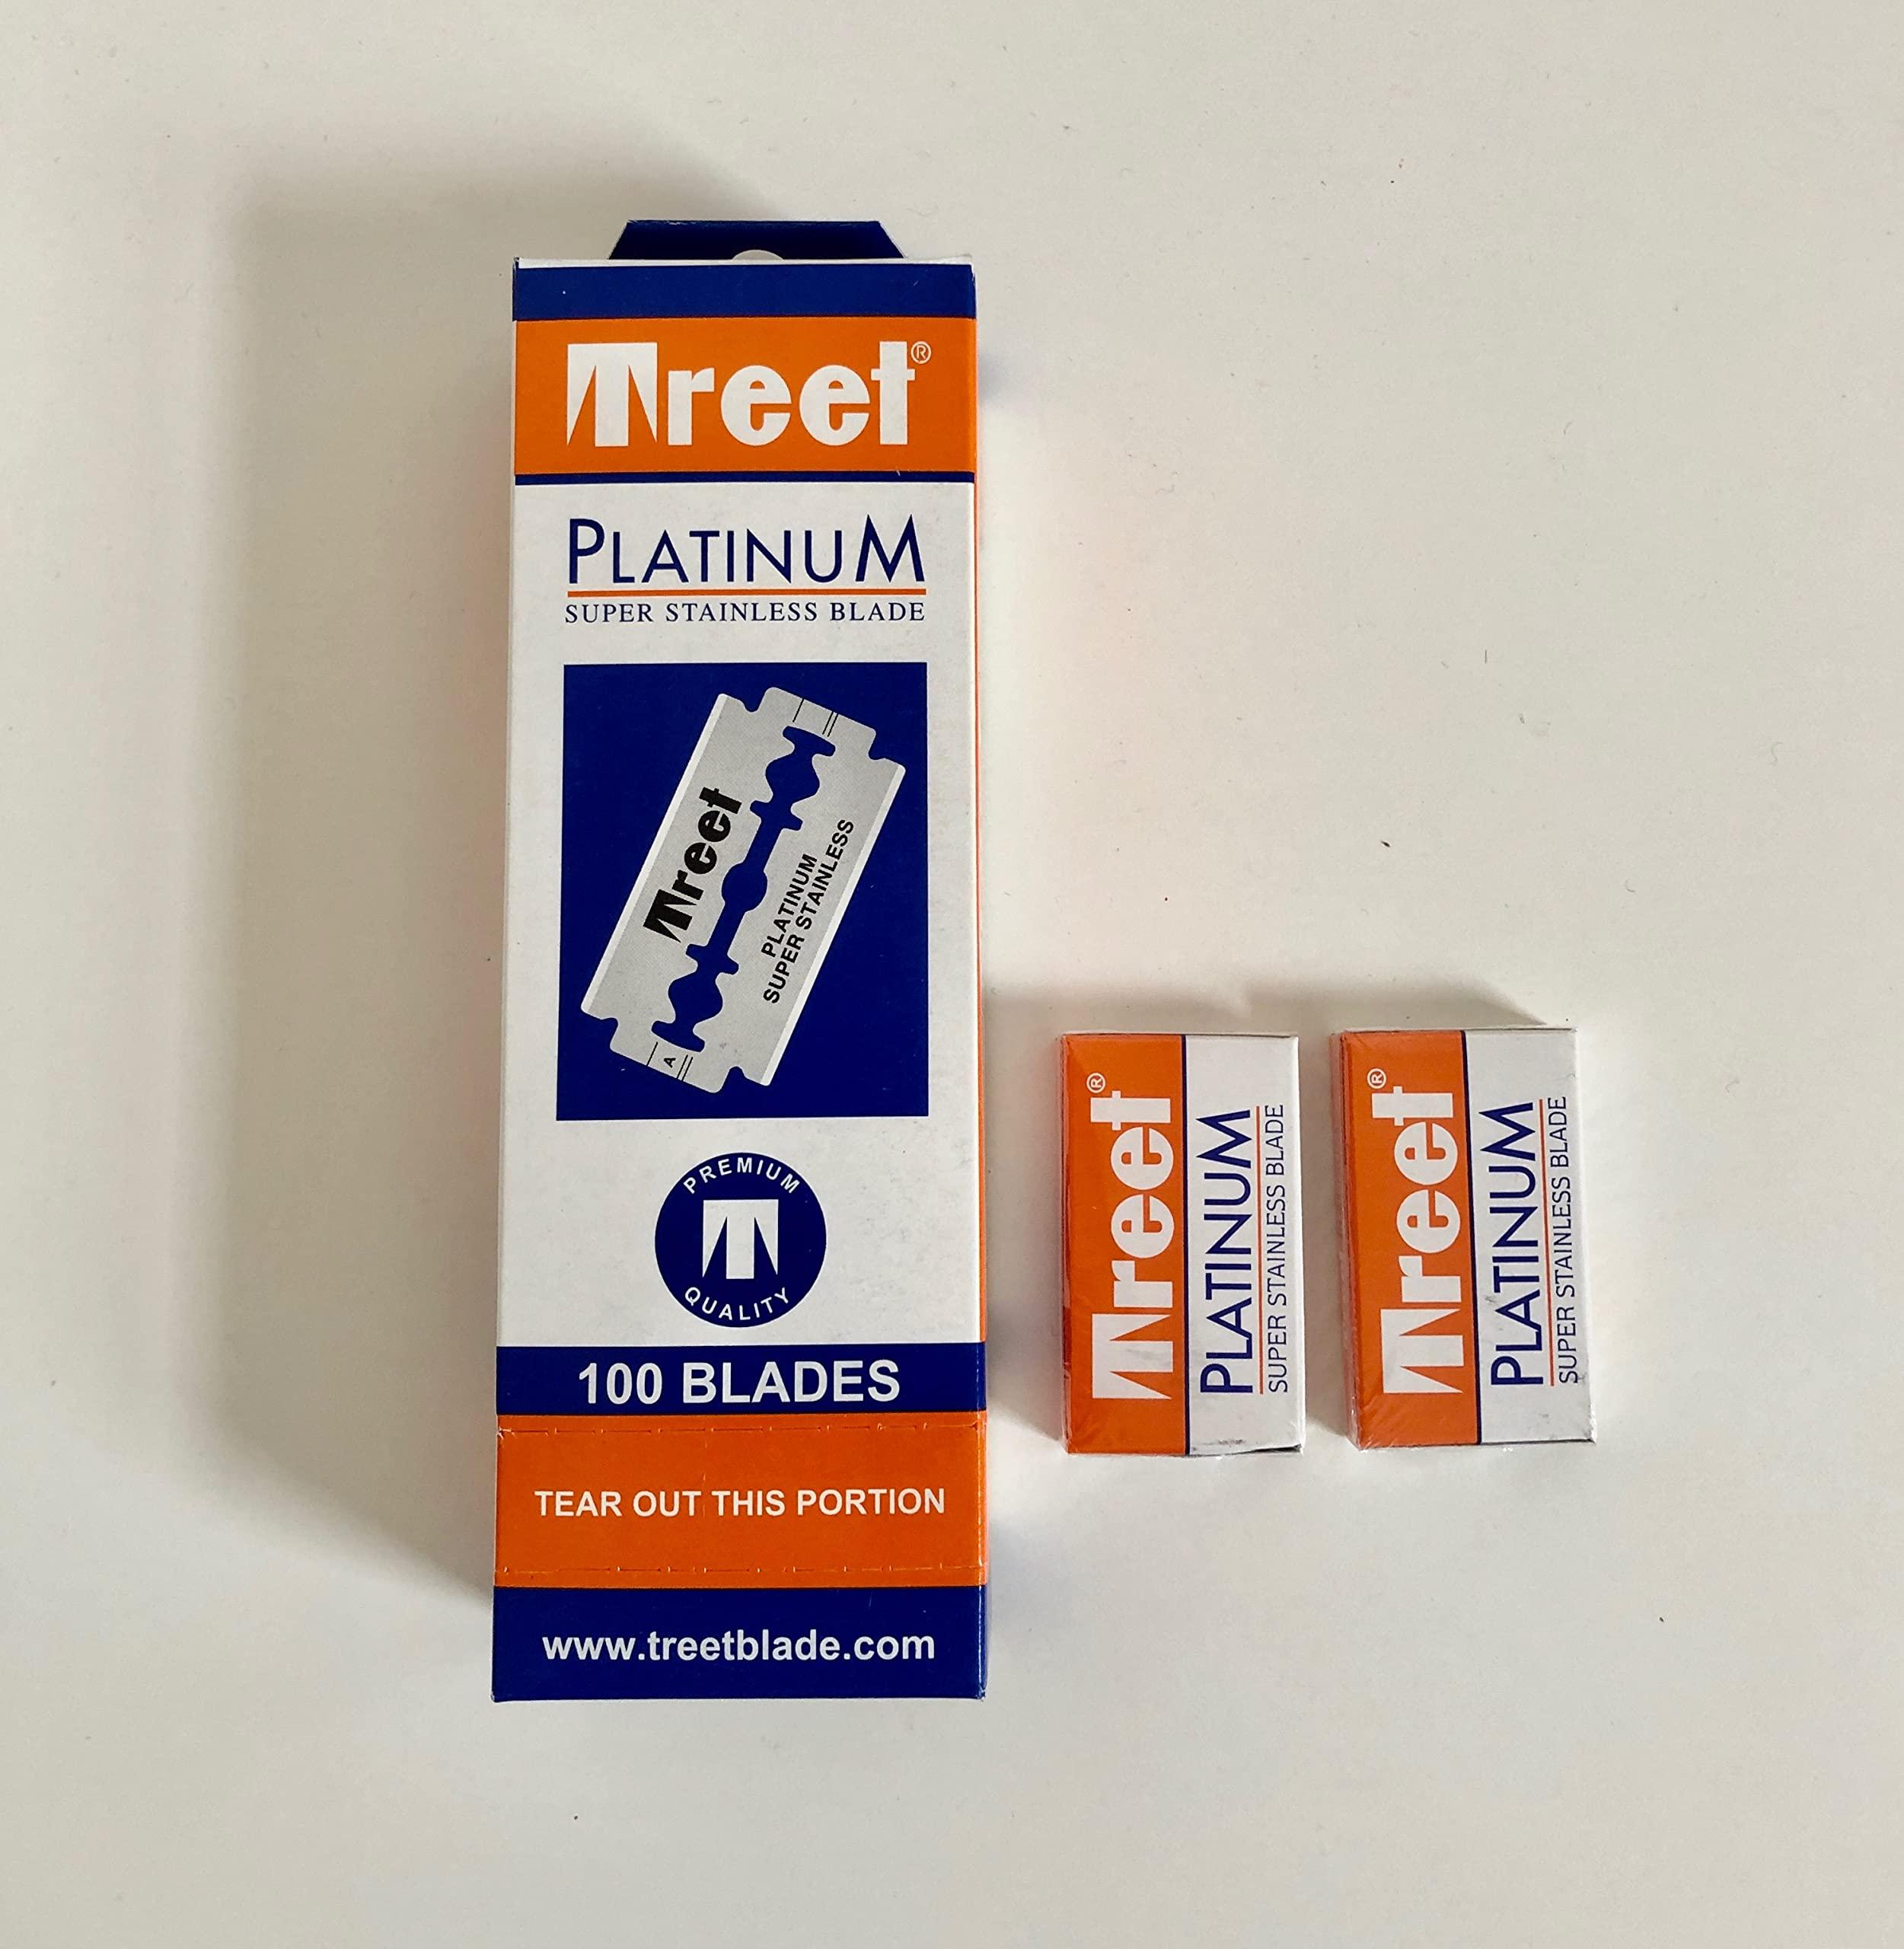 Treet®
PLATINUM
SUPER STAINLESS BLADE
Treet
PLATINUM
SUPER STAINLESS
A
PREMIUM
T
QUALITY
100 BLADES
TEAR OUT THIS PORTION
www.treetblade.com
Treet®
PLATINUM
SUPER STAINLESS BLADE
Treet®
PLATINUM
SUPER STAINLESS BLADE